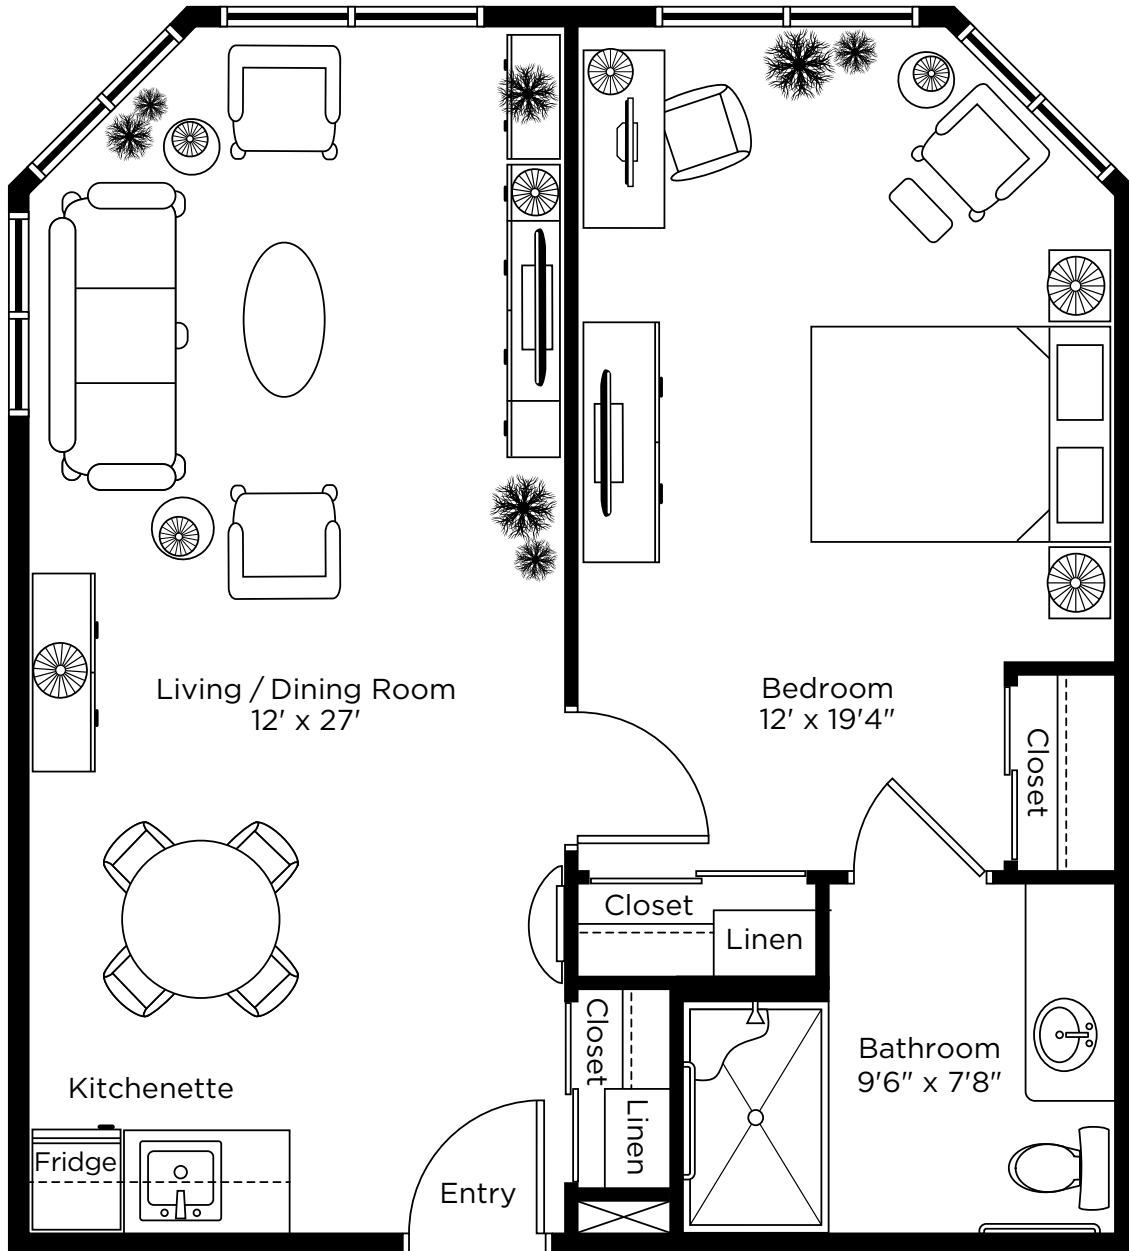 Living / Dining Room
12' x 27'
Bedroom
12' x 19'4"
Closet
Closet
Linen
Closet
Linen
Bathroom
9'6" x 7'8"
Kitchenette
Fridge
Entry